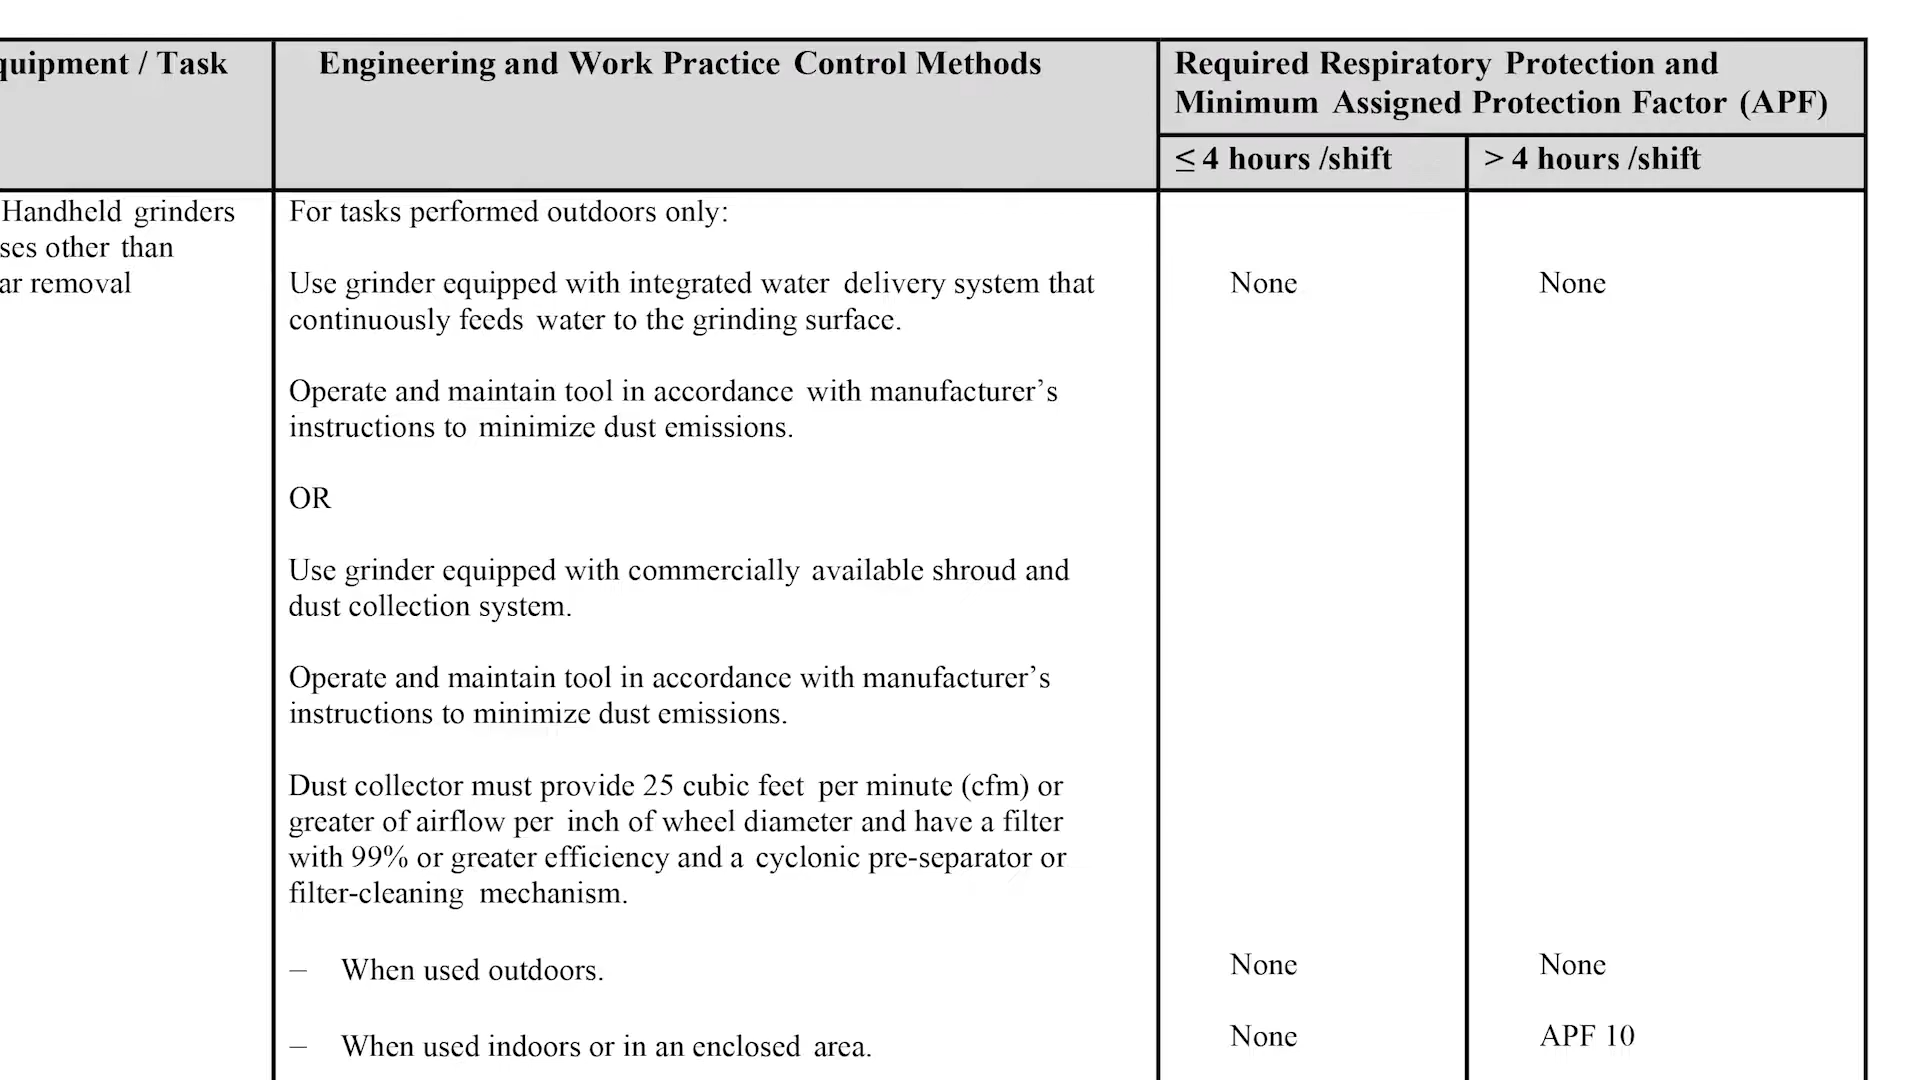 quipment / Task
Engineering and Work Practice Control Methods
Required Respiratory Protection and
Minimum Assigned Protection Factor (APF)
≤ 4 hours /shift
> 4 hours /shift
Handheld grinders
ses other than
ar removal
For tasks performed outdoors only:
Use grinder equipped with integrated water delivery system that
continuously feeds water to the grinding surface.
None
None
Operate and maintain tool in accordance with manufacturer’s
instructions to minimize dust emissions.
OR
Use grinder equipped with commercially available shroud and
dust collection system.
Operate and maintain tool in accordance with manufacturer’s
instructions to minimize dust emissions.
Dust collector must provide 25 cubic feet per minute (cfm) or
greater of airflow per inch of wheel diameter and have a filter
with 99% or greater efficiency and a cyclonic pre-separator or
filter-cleaning mechanism.
– When used outdoors.
None
None
– When used indoors or in an enclosed area.
None
APF 10